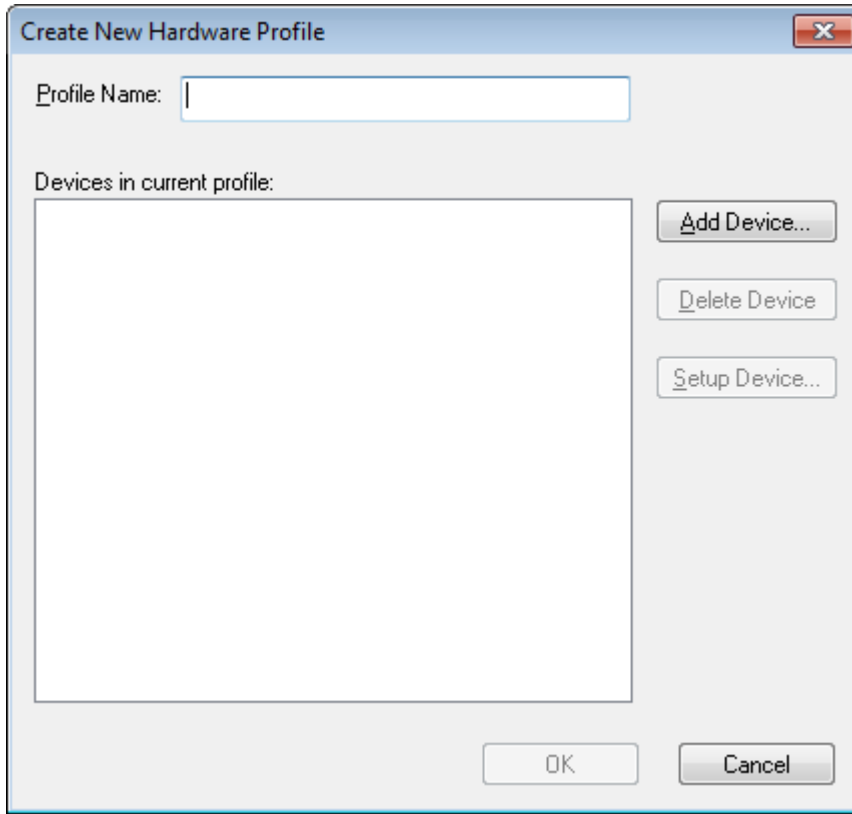 Create New Hardware Profile
Profile Name:
Devices in current profile:
Add Device...
Delete Device
Setup Device...
OK
Cancel